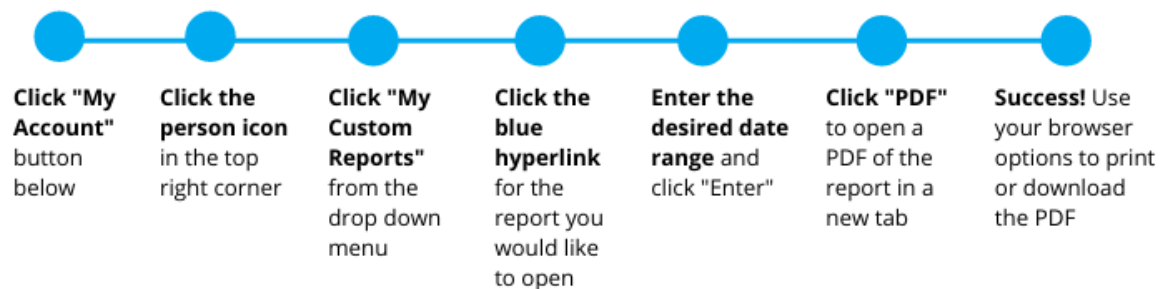 Click "My
Account"
button
below
Click the
person icon
in the top
right corner
Click "My
Custom
Reports"
from the
drop down
menu
Click the
blue
hyperlink
for the
report you
would like
to open
Enter the
desired date
range and
click "Enter"
Click "PDF"
to open a
PDF of the
report in a
new tab
Success! Use
your browser
options to print
or download
the PDF